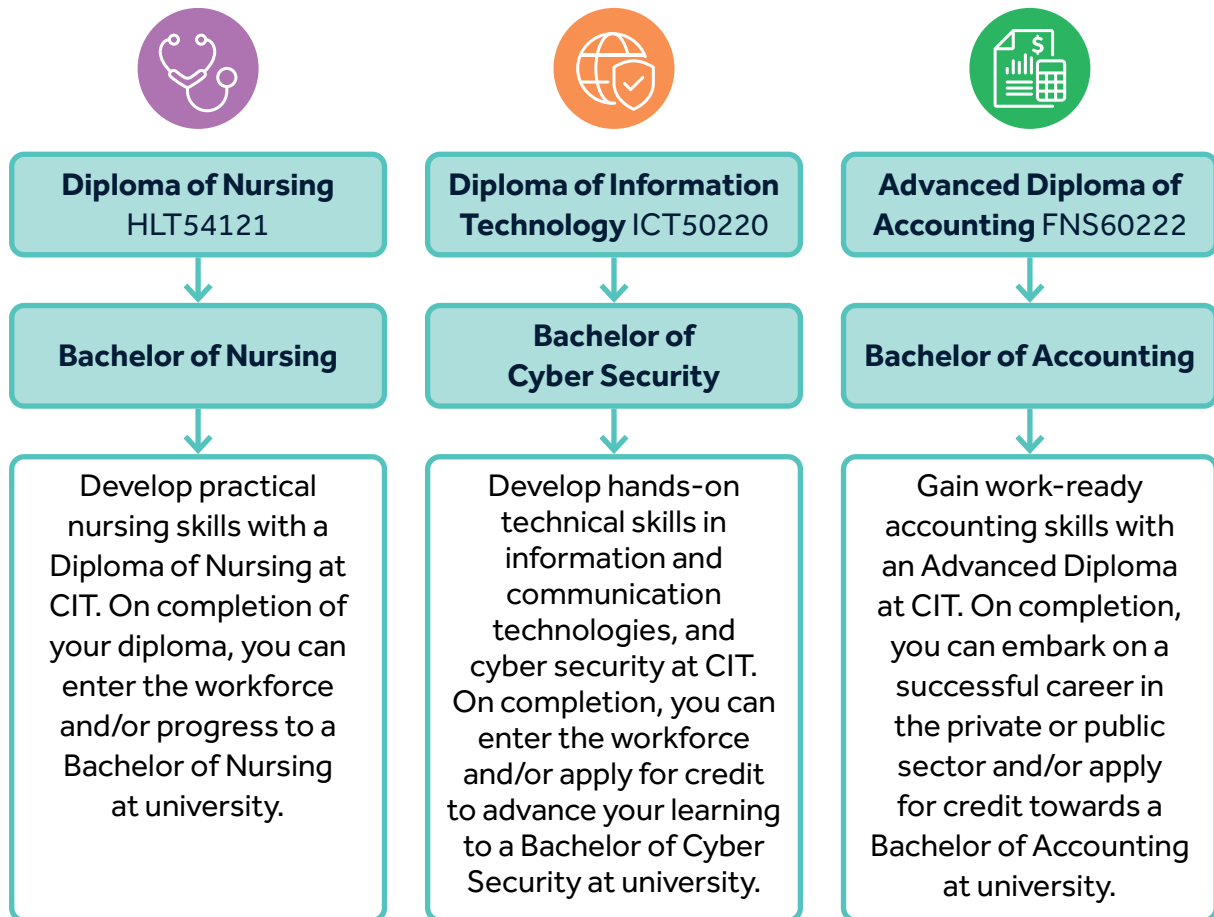 $
Diploma of Nursing
HLT54121
Bachelor of Nursing
Develop practical
nursing skills with a
Diploma of Nursing at
CIT. On completion of
your diploma, you can
enter the workforce
and/or progress to a
Bachelor of Nursing
at university.
Diploma of Information
Technology ICT50220
Bachelor of
Cyber Security
Develop hands-on
technical skills in
information and
communication
technologies, and
cyber security at CIT.
On completion, you can
enter the workforce
and/or apply for credit
to advance your learning
to a Bachelor of Cyber
Security at university.
Advanced Diploma of
Accounting FNS60222
Bachelor of Accounting
Gain work-ready
accounting skills with
an Advanced Diploma
at CIT. On completion,
you can embark on a
successful career in
the private or public
sector and/or apply
for credit towards a
Bachelor of Accounting
at university.